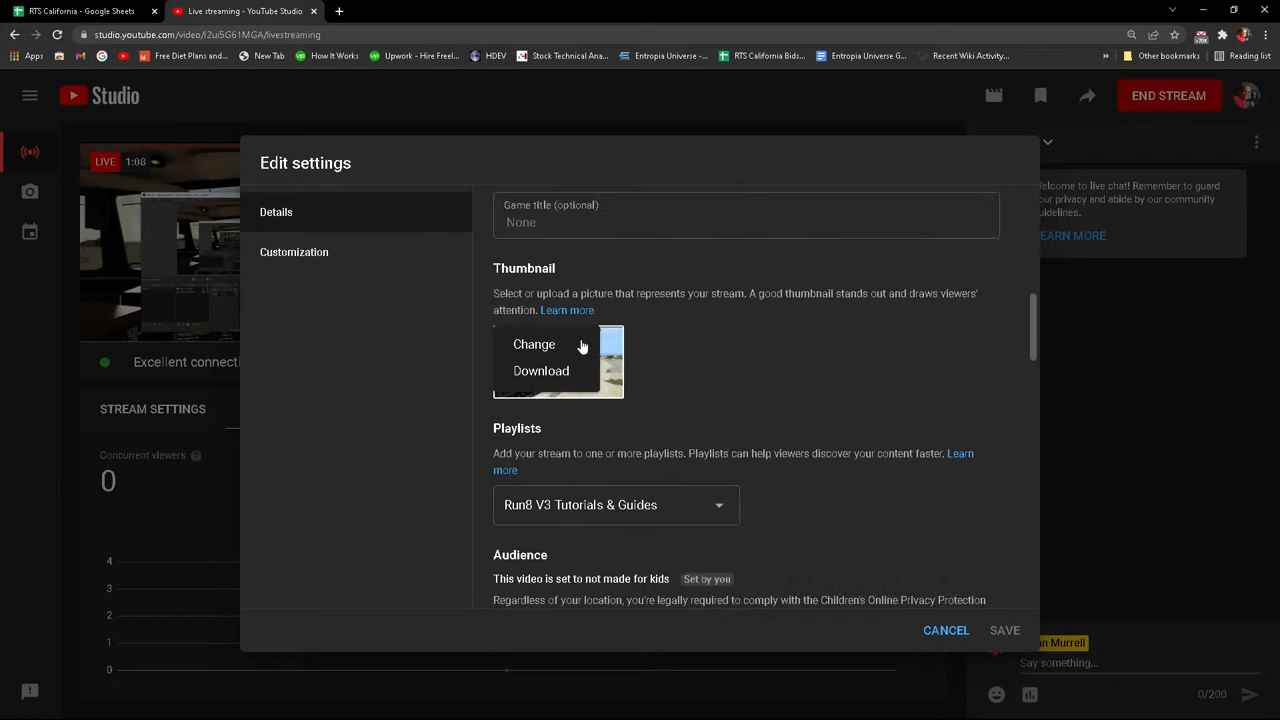 RTS California - Google Sheets
Live streaming - YouTube Studio
studio.youtube.com/video/l2ui5G61MGA/livestreaming
Apps
Free Diet Plans and...
New Tab
How It Works
Upwork - Hire Freel...
HDEV
Stock Technical Ana...
Entropia Universe -...
RTS California Bids...
Entropia Universe G...
Recent Wiki Activity...
»
Other bookmarks
Reading list
Studio
END STREAM
LIVE 1:08
Edit settings
Details
Customization
Game title (optional)
None
Thumbnail
Select or upload a picture that represents your stream. A good thumbnail stands out and draws viewers'
attention. Learn more
Change
Download
Playlists
Add your stream to one or more playlists. Playlists can help viewers discover your content faster. Learn
more
Run8 V3 Tutorials & Guides
Audience
This video is set to not made for kids Set by you
Regardless of your location, you're legally required to comply with the Children's Online Privacy Protection
CANCEL
SAVE
Excellent connecti
STREAM SETTINGS
Concurrent viewers
0
4
3
2
1
0
Welcome to live chat! Remember to guard
your privacy and abide by our community
guidelines.
EARN MORE
an Murrell
Say something...
0/200